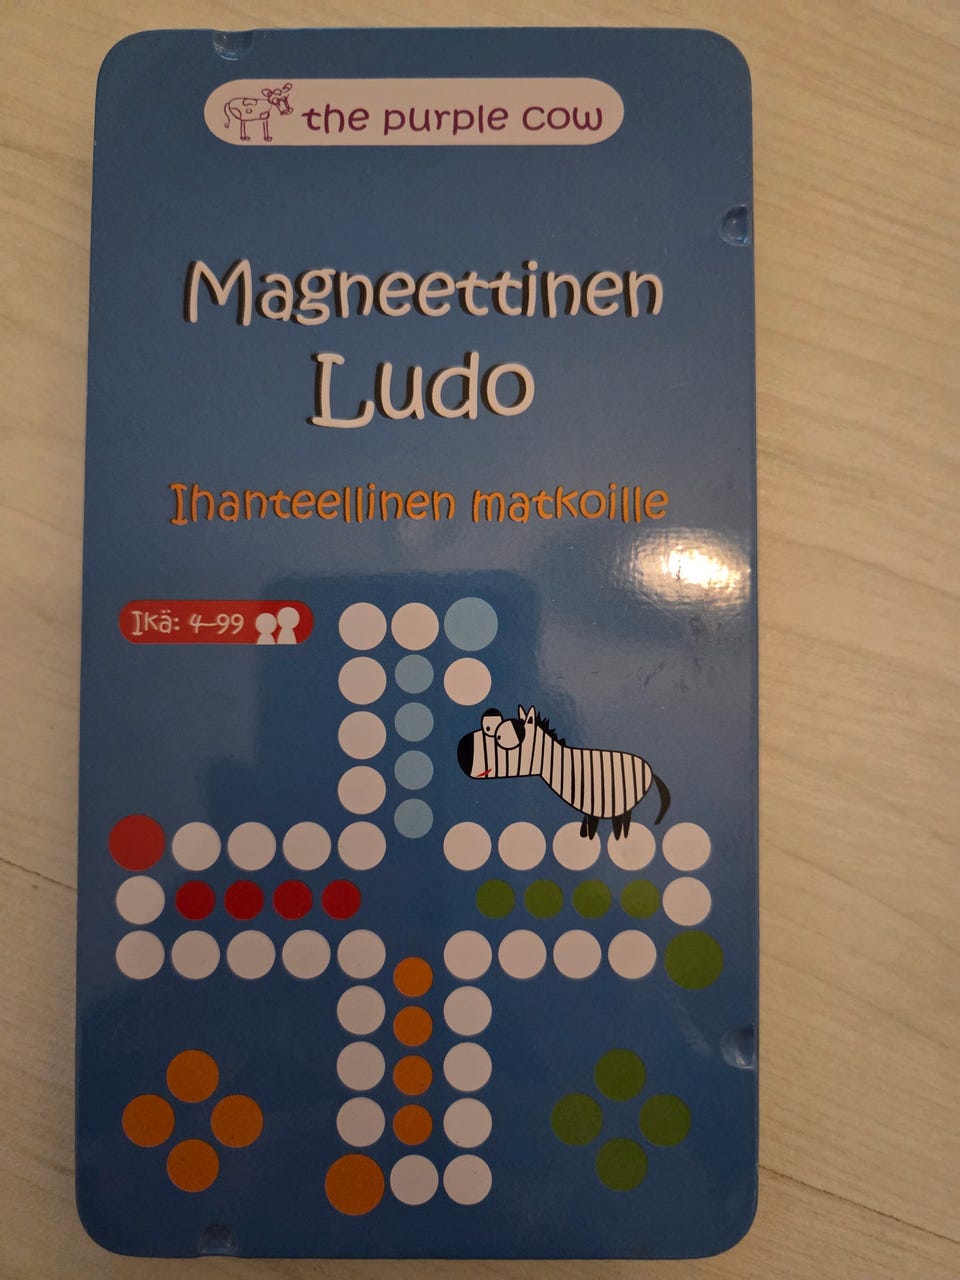 the purple cow
Magneettinen
Ludo
Ihanteellinen matkoille
Ikä: 4-99